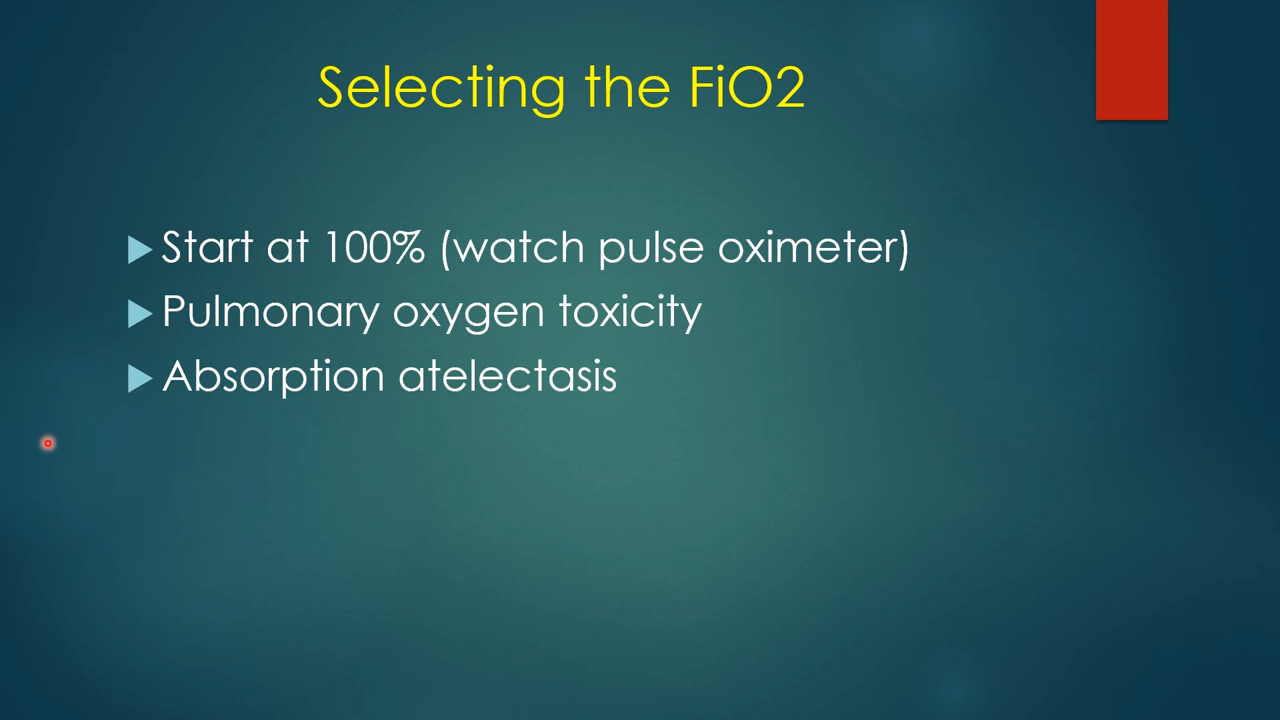 Selecting the FiO2
Start at 100% (watch pulse oximeter)
Pulmonary oxygen toxicity
Absorption atelectasis